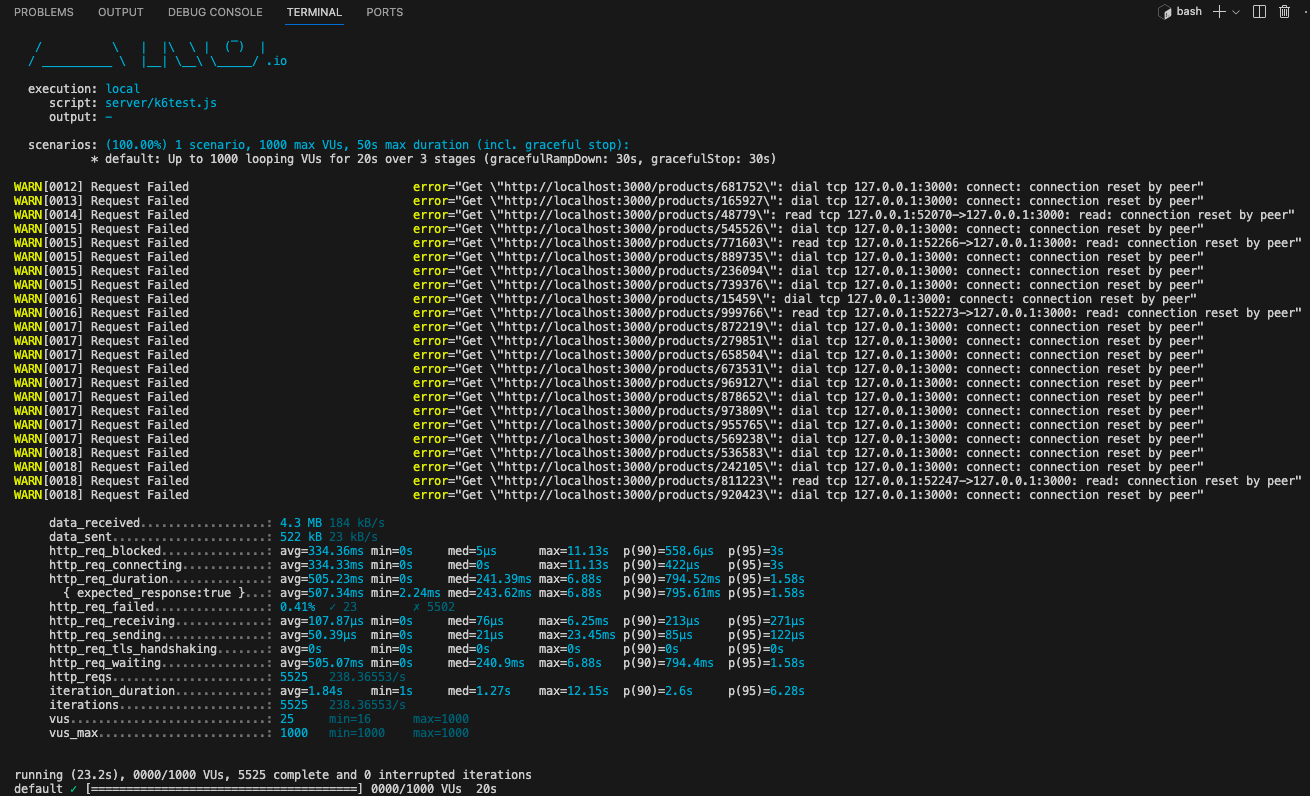 PROBLEMS OUTPUT DEBUG CONSOLE TERMINAL PORTS bash
/ \ | |\ \ | (‾) |
/ __________ \ |__| \__\ \_____/ .io
execution: local
script: server/k6test.js
output: -
scenarios: (100.00%) 1 scenario, 1000 max VUs, 50s max duration (incl. graceful stop):
* default: Up to 1000 looping VUs for 20s over 3 stages (gracefulRampDown: 30s, gracefulStop: 30s)
WARN[0012] Request Failed error="Get \"http://localhost:3000/products/681752\": dial tcp 127.0.0.1:3000: connect: connection reset by peer"
WARN[0013] Request Failed error="Get \"http://localhost:3000/products/165927\": dial tcp 127.0.0.1:3000: connect: connection reset by peer"
WARN[0014] Request Failed error="Get \"http://localhost:3000/products/48779\": read tcp 127.0.0.1:52070->127.0.0.1:3000: read: connection reset by peer"
WARN[0015] Request Failed error="Get \"http://localhost:3000/products/545526\": dial tcp 127.0.0.1:3000: connect: connection reset by peer"
WARN[0015] Request Failed error="Get \"http://localhost:3000/products/771603\": read tcp 127.0.0.1:52266->127.0.0.1:3000: read: connection reset by peer"
WARN[0015] Request Failed error="Get \"http://localhost:3000/products/889735\": dial tcp 127.0.0.1:3000: connect: connection reset by peer"
WARN[0015] Request Failed error="Get \"http://localhost:3000/products/236094\": dial tcp 127.0.0.1:3000: connect: connection reset by peer"
WARN[0015] Request Failed error="Get \"http://localhost:3000/products/739376\": dial tcp 127.0.0.1:3000: connect: connection reset by peer"
WARN[0016] Request Failed error="Get \"http://localhost:3000/products/15459\": dial tcp 127.0.0.1:3000: connect: connection reset by peer"
WARN[0016] Request Failed error="Get \"http://localhost:3000/products/999766\": read tcp 127.0.0.1:52273->127.0.0.1:3000: read: connection reset by peer"
WARN[0017] Request Failed error="Get \"http://localhost:3000/products/872219\": dial tcp 127.0.0.1:3000: connect: connection reset by peer"
WARN[0017] Request Failed error="Get \"http://localhost:3000/products/279851\": dial tcp 127.0.0.1:3000: connect: connection reset by peer"
WARN[0017] Request Failed error="Get \"http://localhost:3000/products/658504\": dial tcp 127.0.0.1:3000: connect: connection reset by peer"
WARN[0017] Request Failed error="Get \"http://localhost:3000/products/673531\": dial tcp 127.0.0.1:3000: connect: connection reset by peer"
WARN[0017] Request Failed error="Get \"http://localhost:3000/products/969127\": dial tcp 127.0.0.1:3000: connect: connection reset by peer"
WARN[0017] Request Failed error="Get \"http://localhost:3000/products/878652\": dial tcp 127.0.0.1:3000: connect: connection reset by peer"
WARN[0017] Request Failed error="Get \"http://localhost:3000/products/973809\": dial tcp 127.0.0.1:3000: connect: connection reset by peer"
WARN[0017] Request Failed error="Get \"http://localhost:3000/products/955765\": dial tcp 127.0.0.1:3000: connect: connection reset by peer"
WARN[0017] Request Failed error="Get \"http://localhost:3000/products/569238\": dial tcp 127.0.0.1:3000: connect: connection reset by peer"
WARN[0018] Request Failed error="Get \"http://localhost:3000/products/536583\": dial tcp 127.0.0.1:3000: connect: connection reset by peer"
WARN[0018] Request Failed error="Get \"http://localhost:3000/products/242105\": dial tcp 127.0.0.1:3000: connect: connection reset by peer"
WARN[0018] Request Failed error="Get \"http://localhost:3000/products/811223\": read tcp 127.0.0.1:52247->127.0.0.1:3000: read: connection reset by peer"
WARN[0018] Request Failed error="Get \"http://localhost:3000/products/920423\": dial tcp 127.0.0.1:3000: connect: connection reset by peer"
data_received..................: 4.3 MB 184 kB/s
data_sent......................: 522 kB 23 kB/s
http_req_blocked...............: avg=334.36ms min=0s med=5µs max=11.13s p(90)=558.6µs p(95)=3s
http_req_connecting............: avg=334.33ms min=0s med=0s max=11.13s p(90)=422µs p(95)=3s
http_req_duration..............: avg=505.23ms min=0s med=241.39ms max=6.88s p(90)=794.52ms p(95)=1.58s
{ expected_response:true }...: avg=507.34ms min=2.24ms med=243.62ms max=6.88s p(90)=795.61ms p(95)=1.58s
http_req_failed................: 0.41% ✓ 23 ✗ 5502
http_req_receiving.............: avg=107.87µs min=0s med=76µs max=6.25ms p(90)=213µs p(95)=271µs
http_req_sending...............: avg=50.39µs min=0s med=21µs max=23.45ms p(90)=85µs p(95)=122µs
http_req_tls_handshaking.......: avg=0s min=0s med=0s max=0s p(90)=0s p(95)=0s
http_req_waiting...............: avg=505.07ms min=0s med=240.9ms max=6.88s p(90)=794.4ms p(95)=1.58s
http_reqs......................: 5525 238.36553/s
iteration_duration.............: avg=1.84s min=1s med=1.27s max=12.15s p(90)=2.6s p(95)=6.28s
iterations.....................: 5525 238.36553/s
vus............................: 25 min=16 max=1000
vus_max........................: 1000 min=1000 max=1000
running (23.2s), 0000/1000 VUs, 5525 complete and 0 interrupted iterations
default ✓ [======================================] 0000/1000 VUs 20s